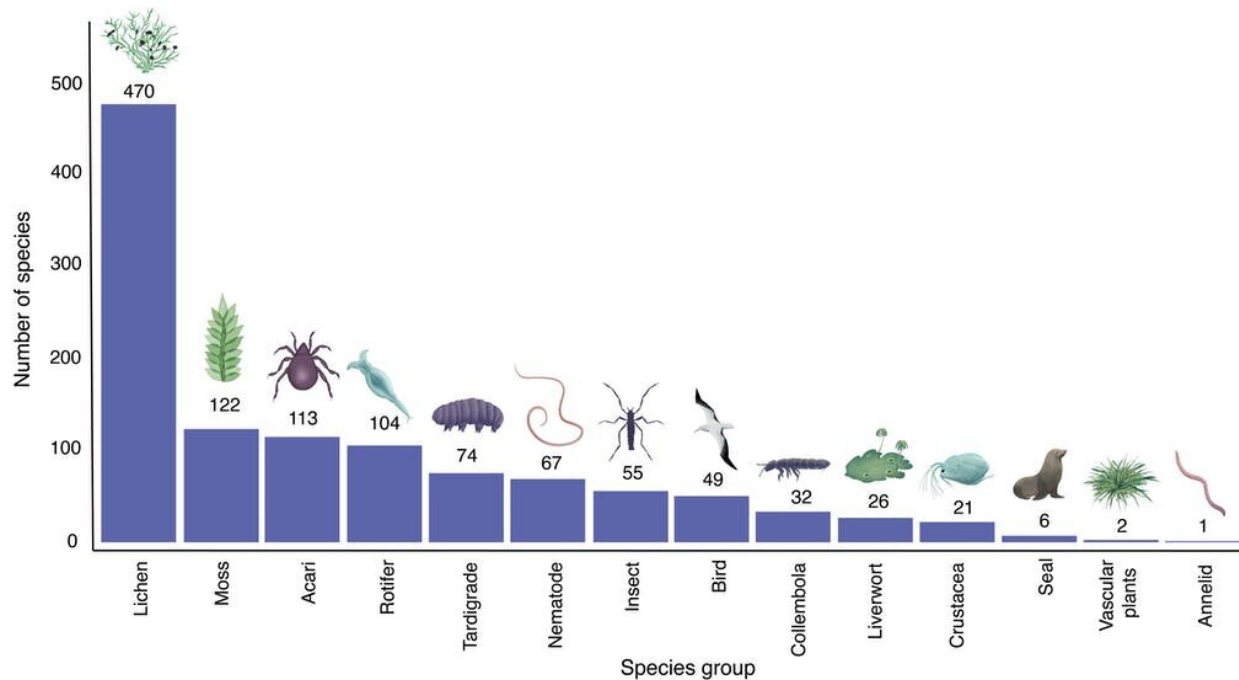 Number of species
500
400
300
200
100
0
470
122
113
104
74
67
55
49
32
26
21
6
2
1
Lichen
Moss
Acari
Rotifer
Tardigrade
Nematode
Insect
Bird
Collembola
Liverwort
Crustacea
Seal
Vascular
plants
Annelid
Species group